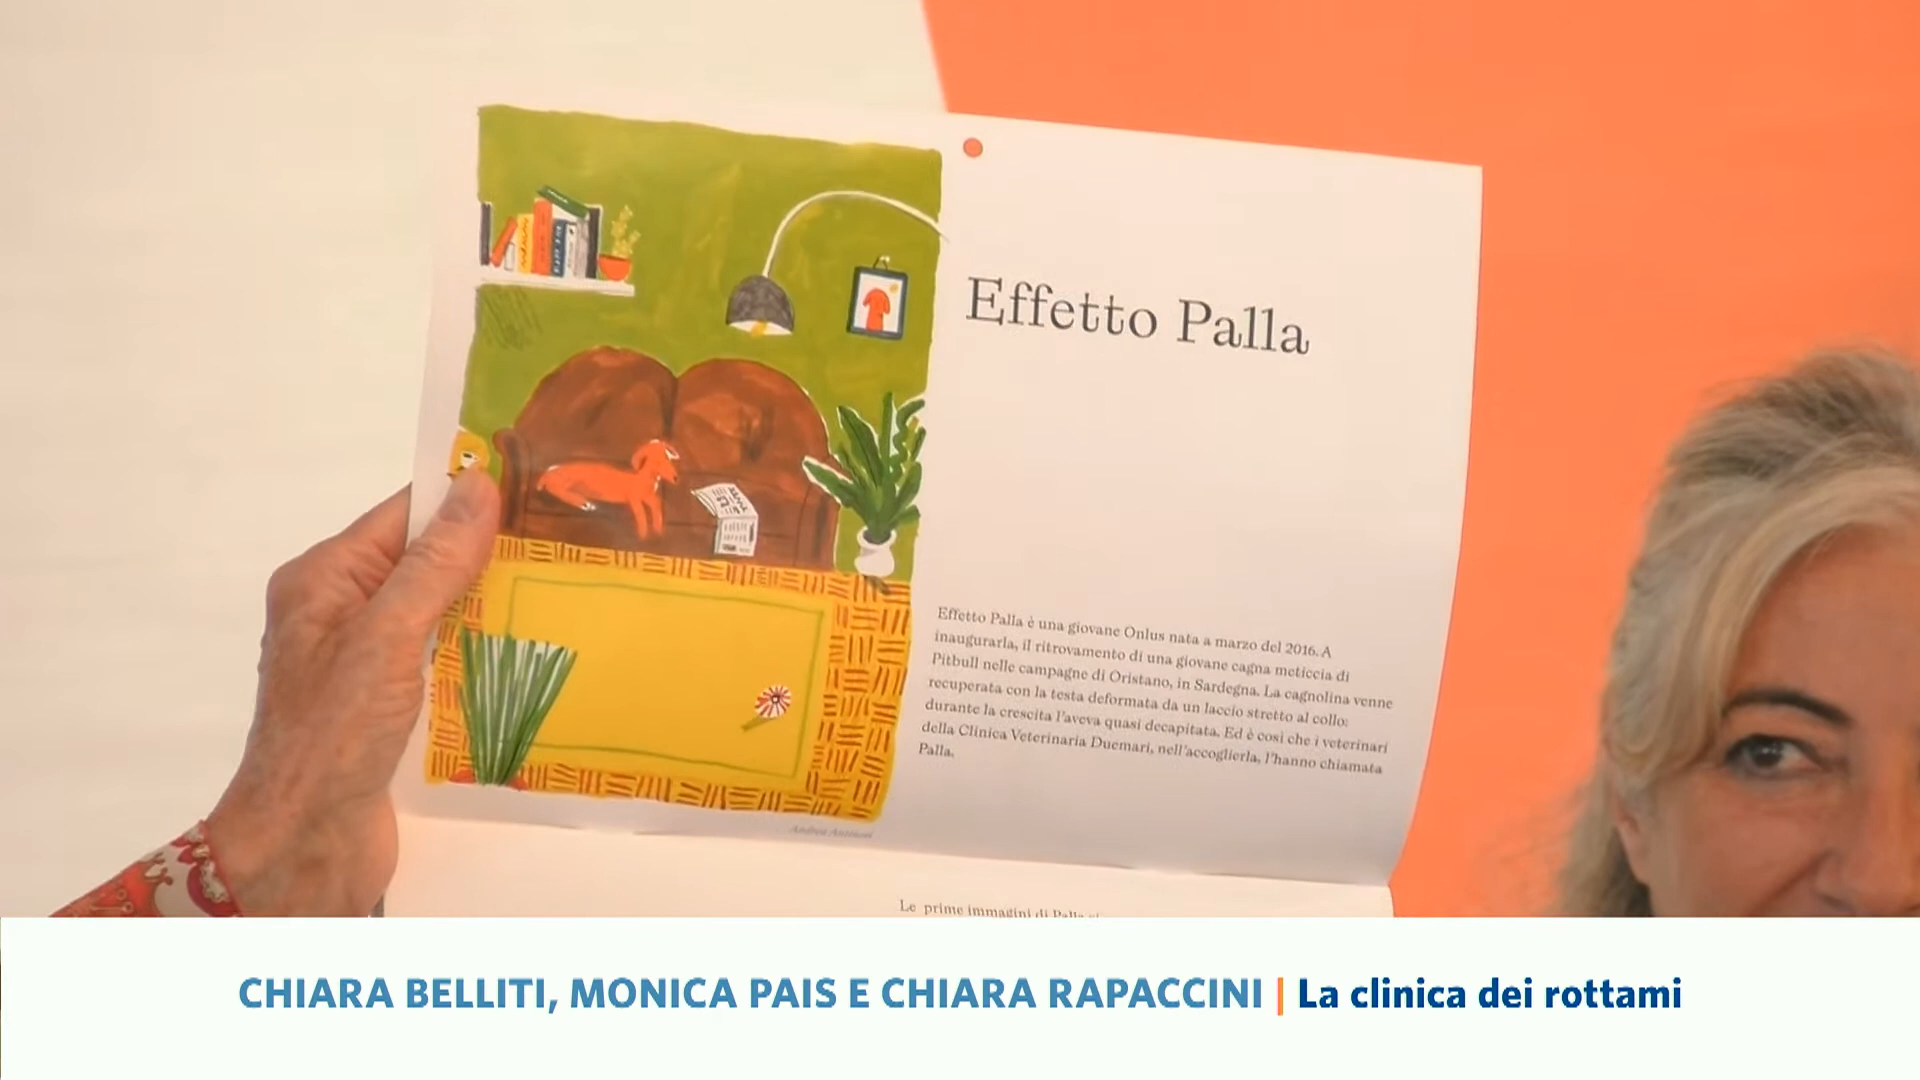 Effetto Palla
Effetto Palla è una giovane Onlus nata a marzo del 2016. A
inaugurarla, il ritrovamento di una giovane cagna meticcia di
Pitbull nelle campagne di Oristano, in Sardegna. La cagnolina venne
recuperata con la testa deformata da un laccio stretto al collo:
durante la crescita l'aveva quasi decapitata. Ed è così che i veterinari
della Clinica Veterinaria Duemari, nell'accoglierla, l'hanno chiamata
Palla.
Le prime immagini di Palla
CHIARA BELLITI, MONICA PAIS E CHIARA RAPACCINI | La clinica dei rottami